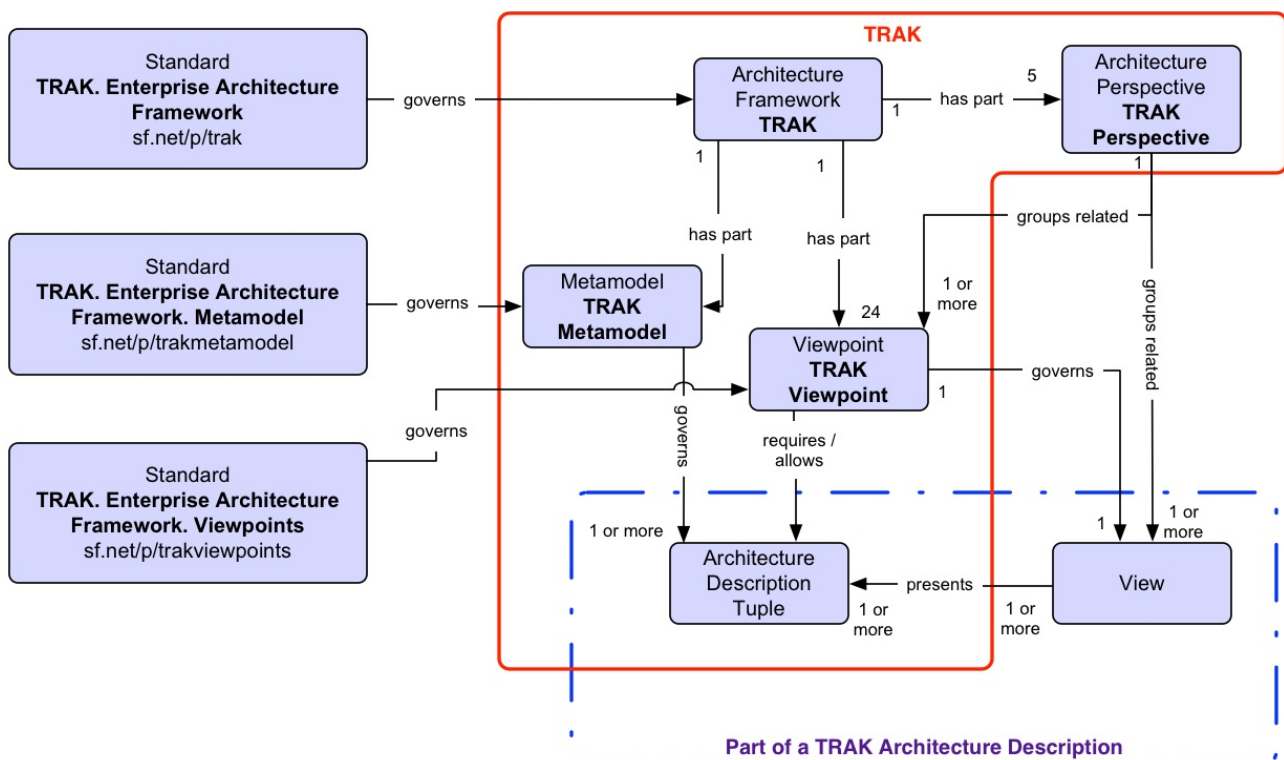 TRAK
Standard
TRAK. Enterprise Architecture
Framework
sf.net/p/trak
governs
Architecture
Framework
TRAK
1
has part
5
Architecture
Perspective
TRAK
Perspective
1
1
1
has part
has part
groups related
groups related
Standard
TRAK. Enterprise Architecture
Framework. Metamodel
sf.net/p/trakmetamodel
governs
Metamodel
TRAK
Metamodel
24
1 or
more
Viewpoint
TRAK
Viewpoint
1
governs
Standard
TRAK. Enterprise Architecture
Framework. Viewpoints
sf.net/p/trakviewpoints
governs
governs
requires /
allows
1 or more
1
1 or
more
Architecture
Description
Tuple
1 or
more
presents
1 or
more
View
Part of a TRAK Architecture Description